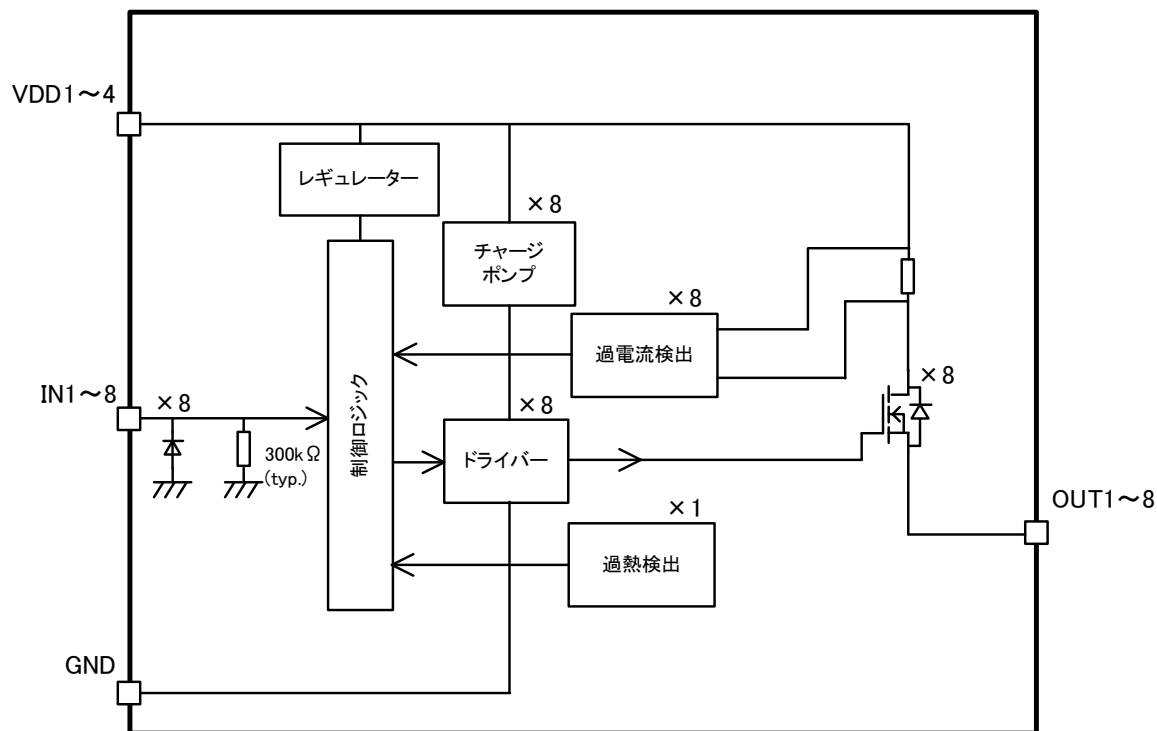 VDD1～4
レギュレーター
×8
チャージ
ポンプ
×8
過電流検出
×8
IN1～8
×8
×8
300kΩ
(typ.)
制御ロジック
ドライバー
OUT1～8
×1
過熱検出
GND